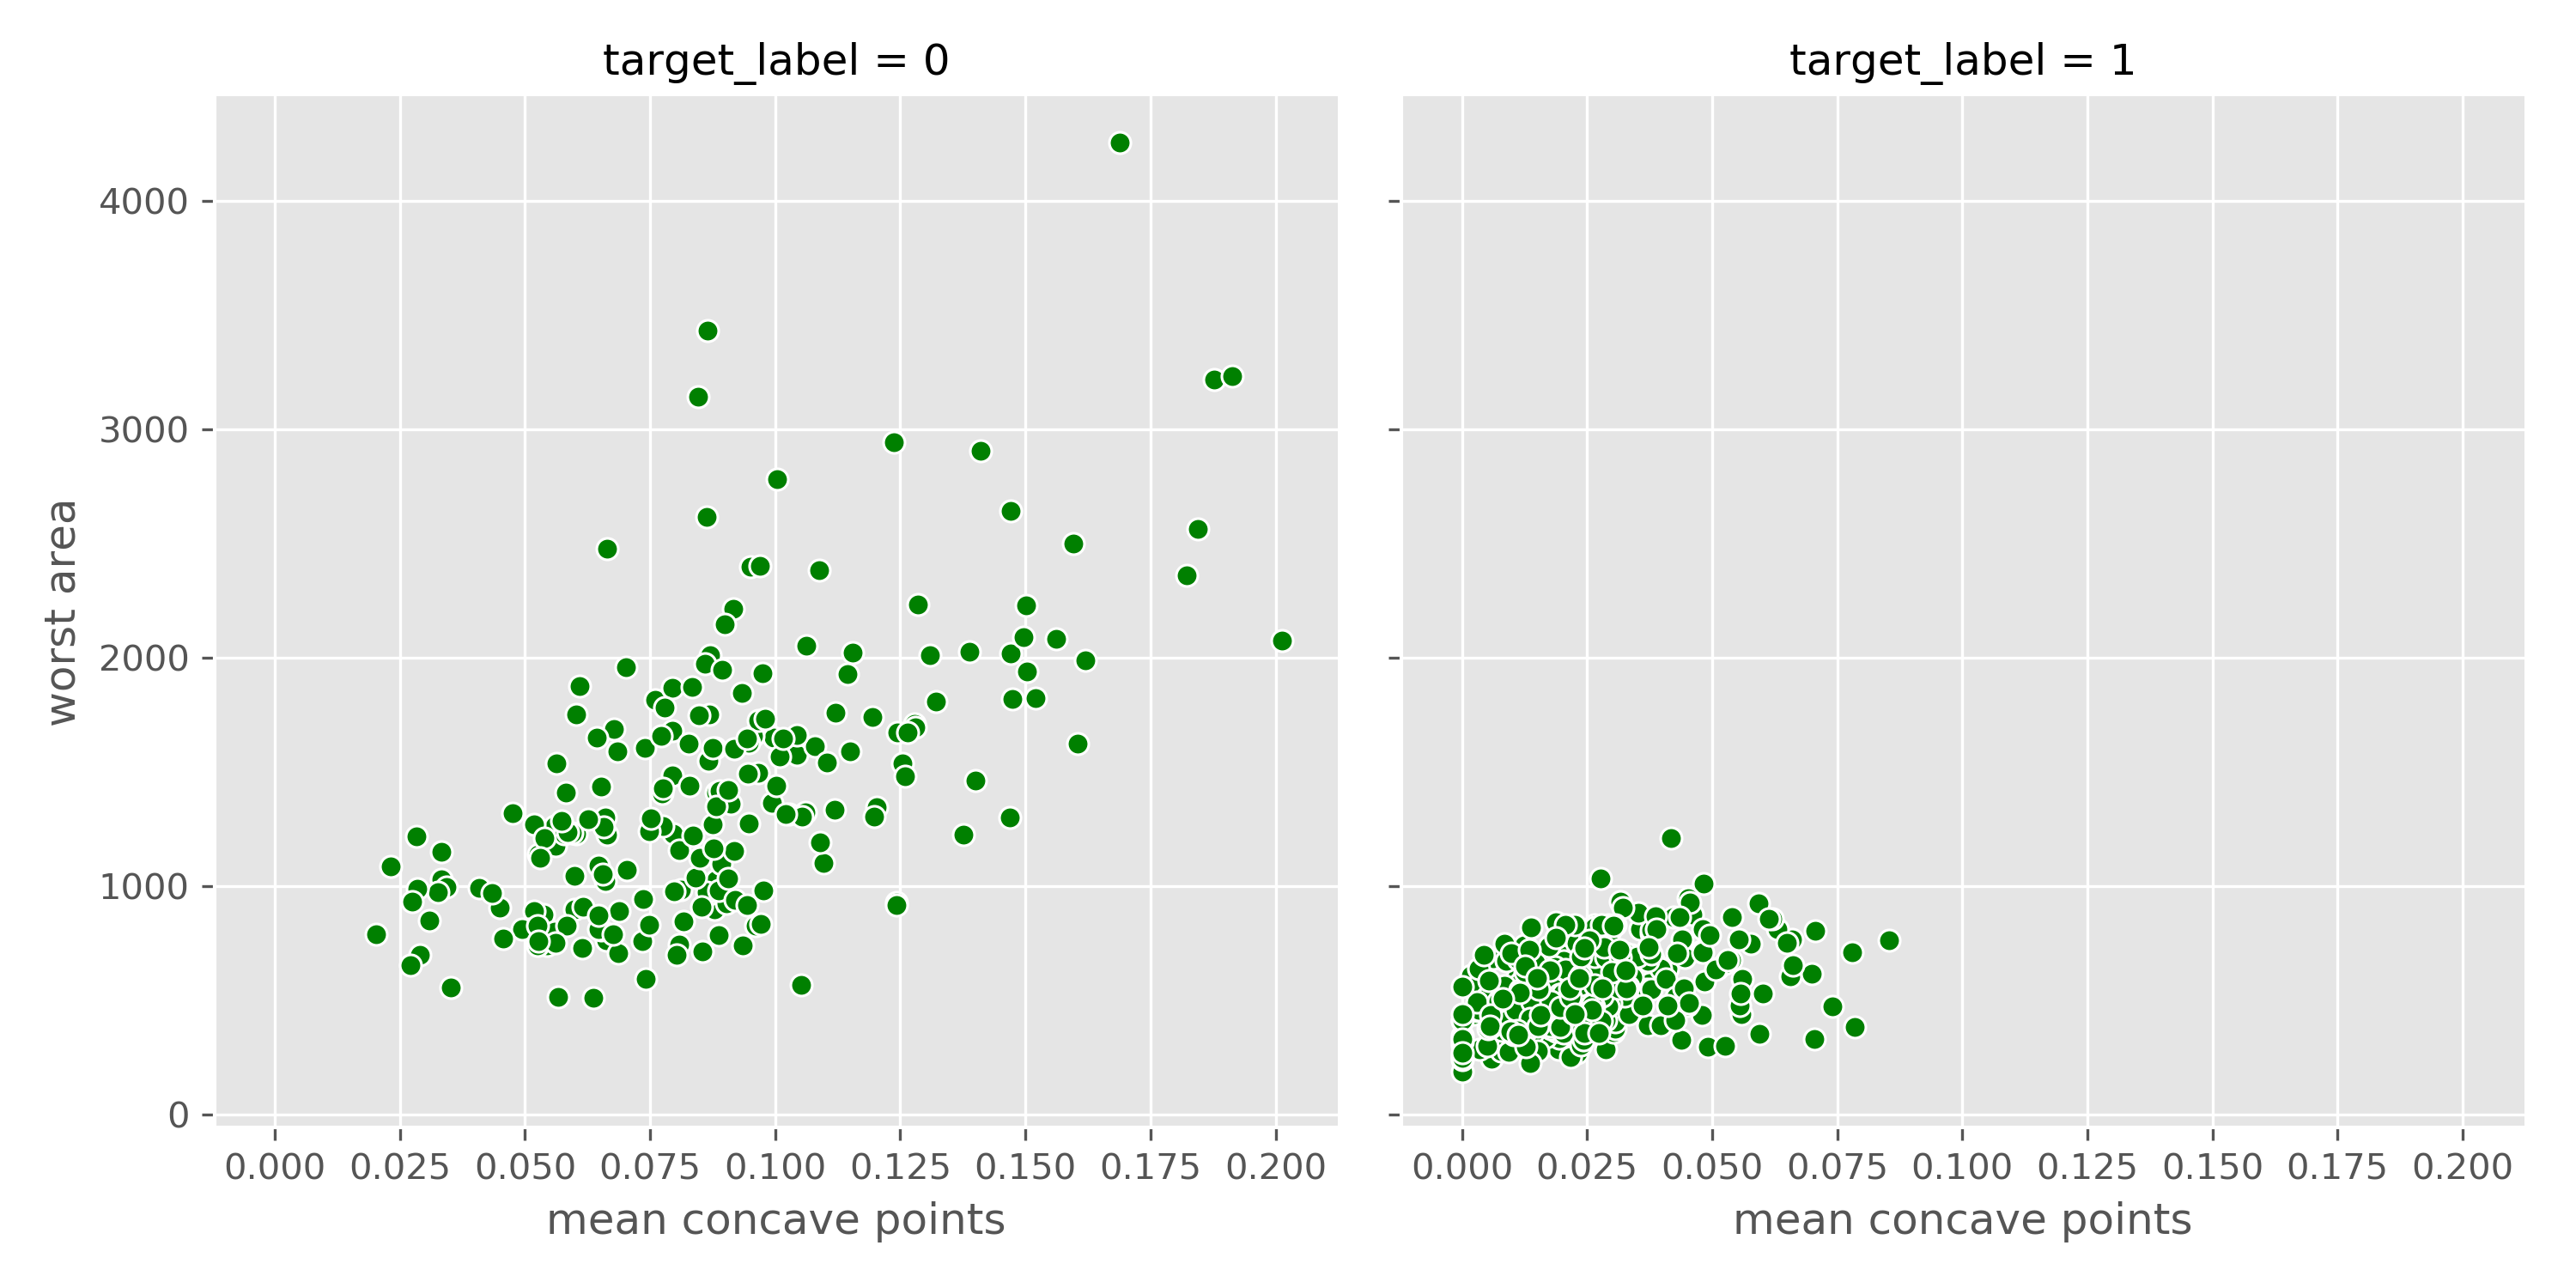 target_label = 0
target_label = 1
4000
3000
2000
1000
0
worst area
0.000 0.025 0.050 0.075 0.100 0.125 0.150 0.175 0.200
0.000 0.025 0.050 0.075 0.100 0.125 0.150 0.175 0.200
mean concave points
mean concave points